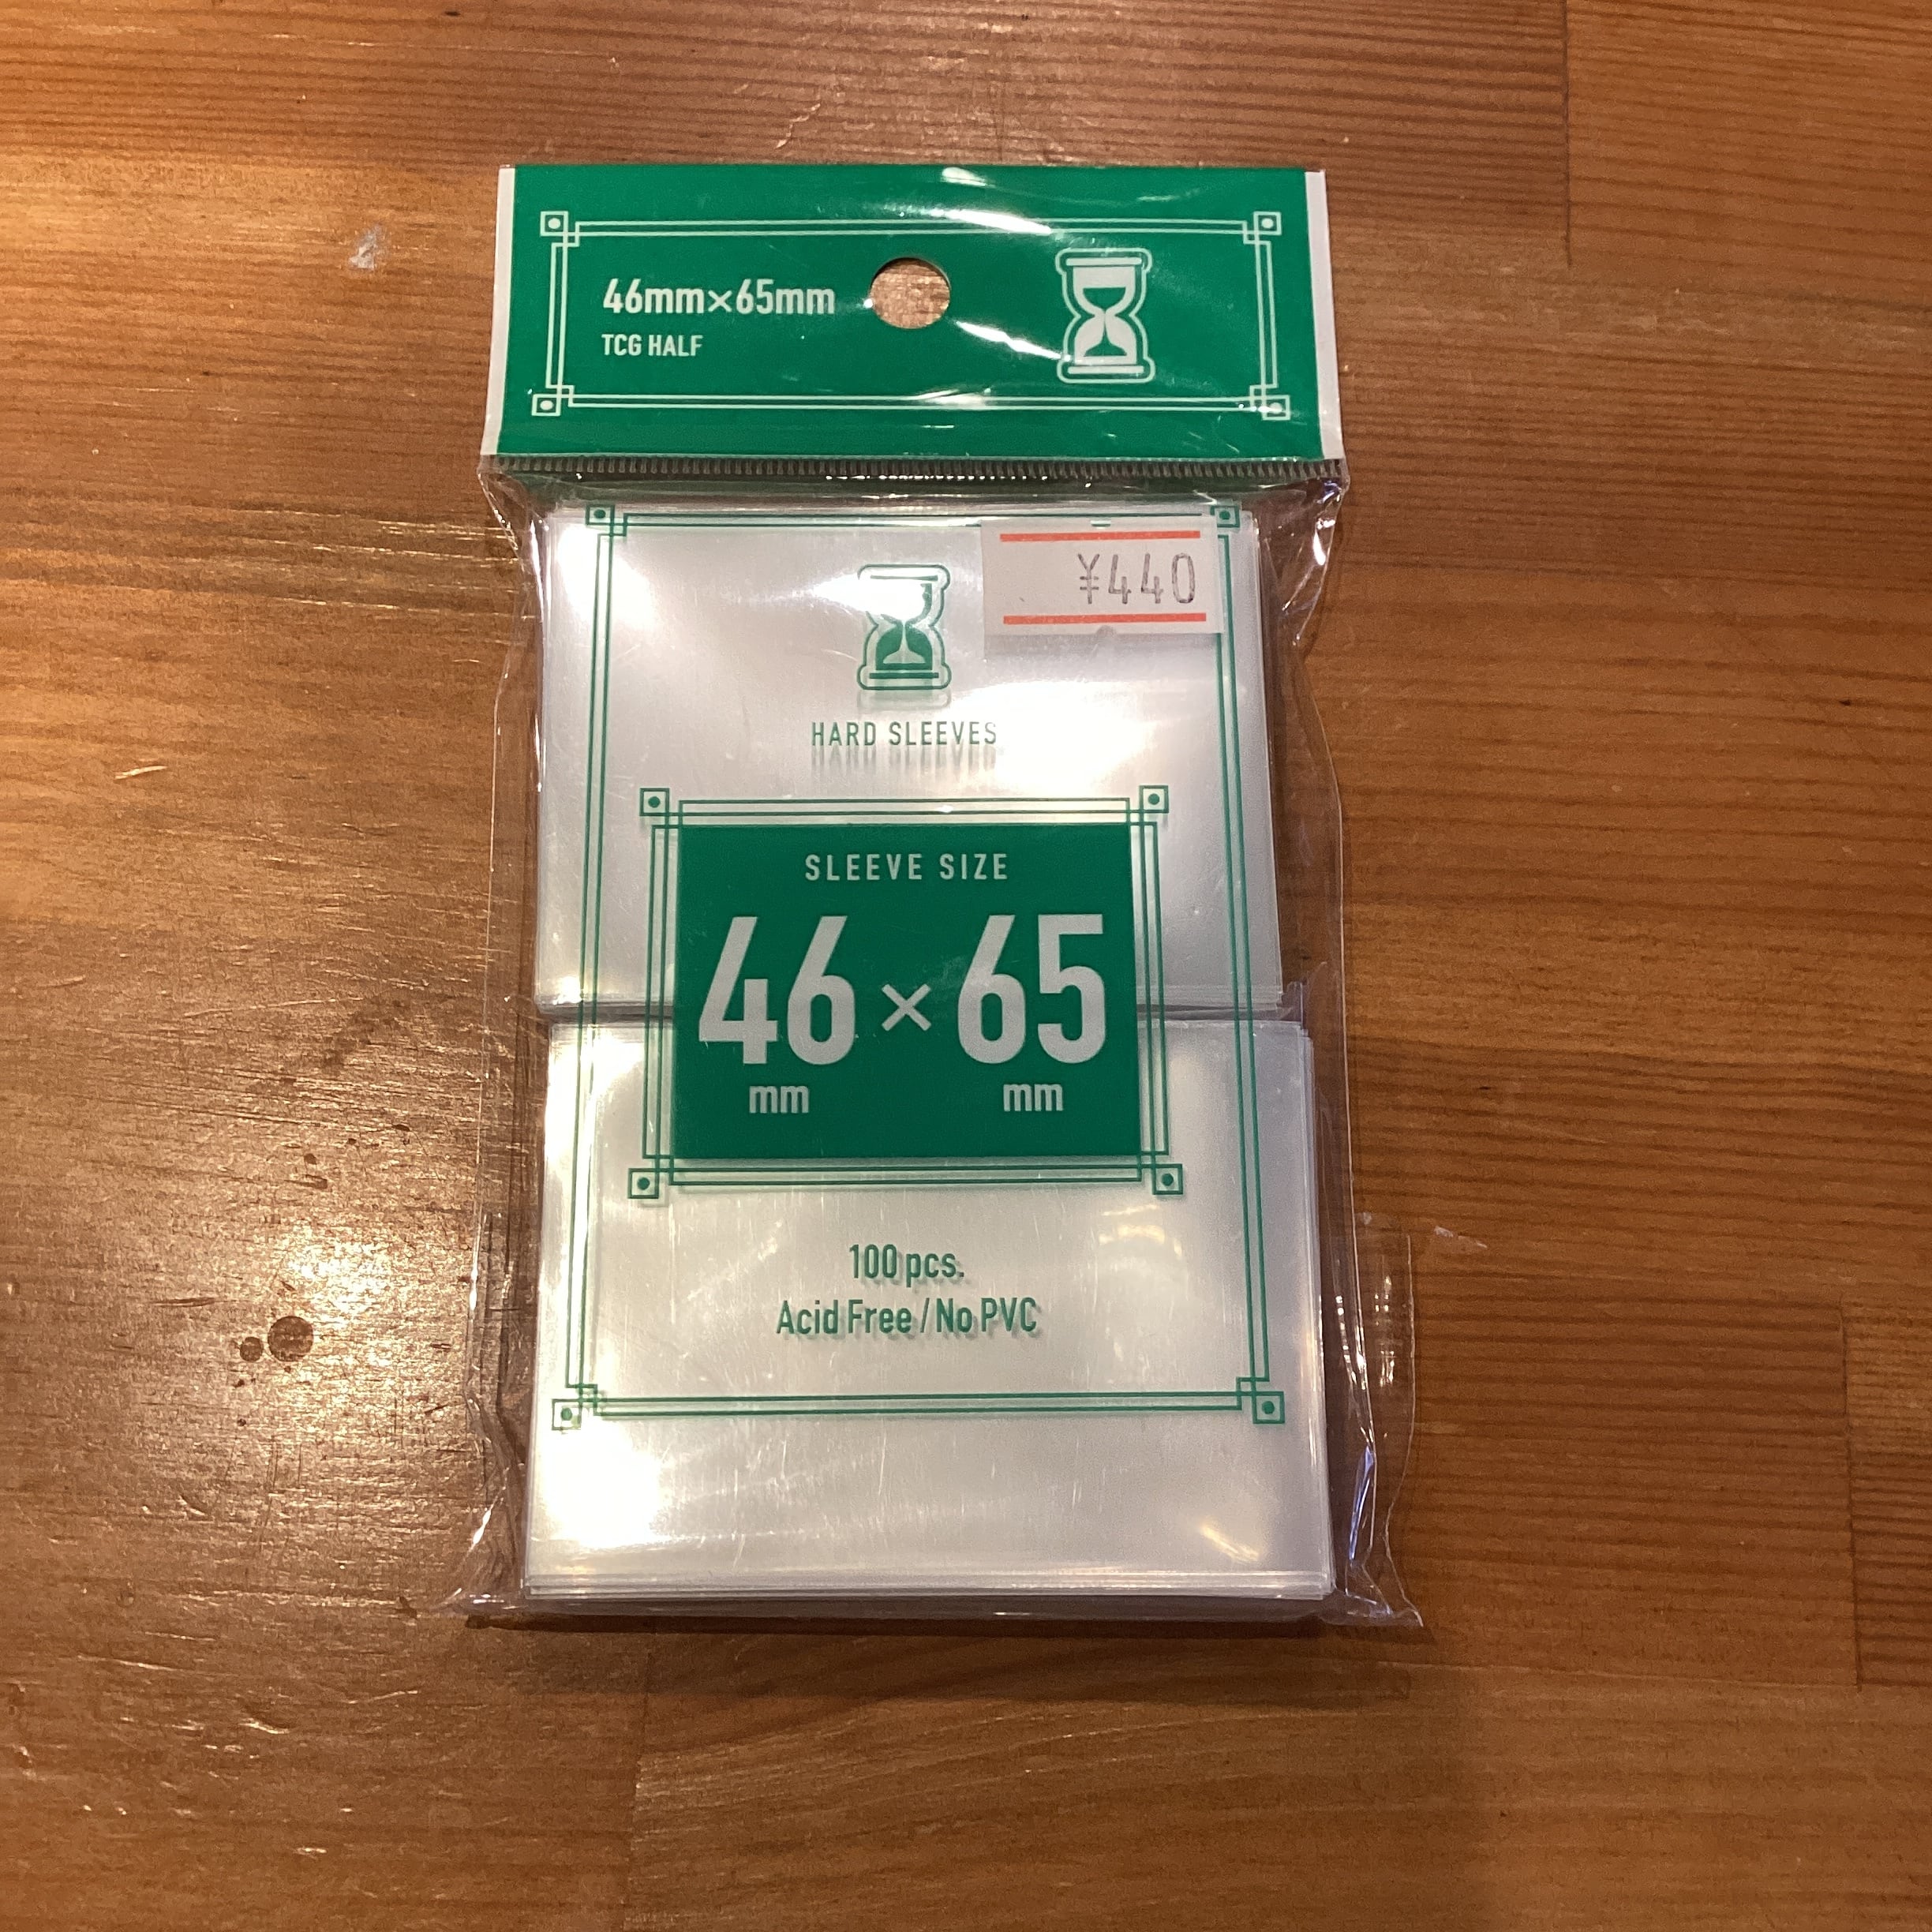 46mm×65mm
TCG HALF
¥440
HARD SLEEVES
SLEEVE SIZE
46×65
mm mm
100 pcs.
Acid Free / No PVC